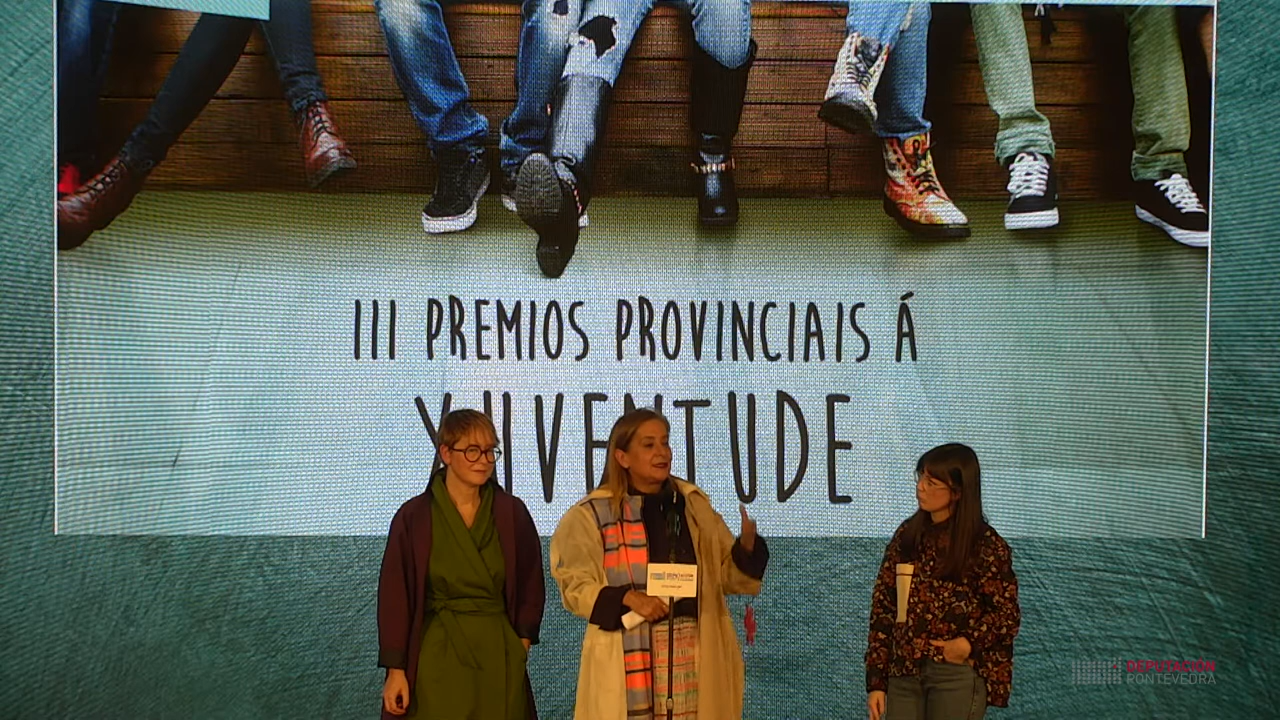 III PREMIOS PROVINCIAIS Á
XUVENTUDE
DEPUTACIÓN
PONTEVEDRA